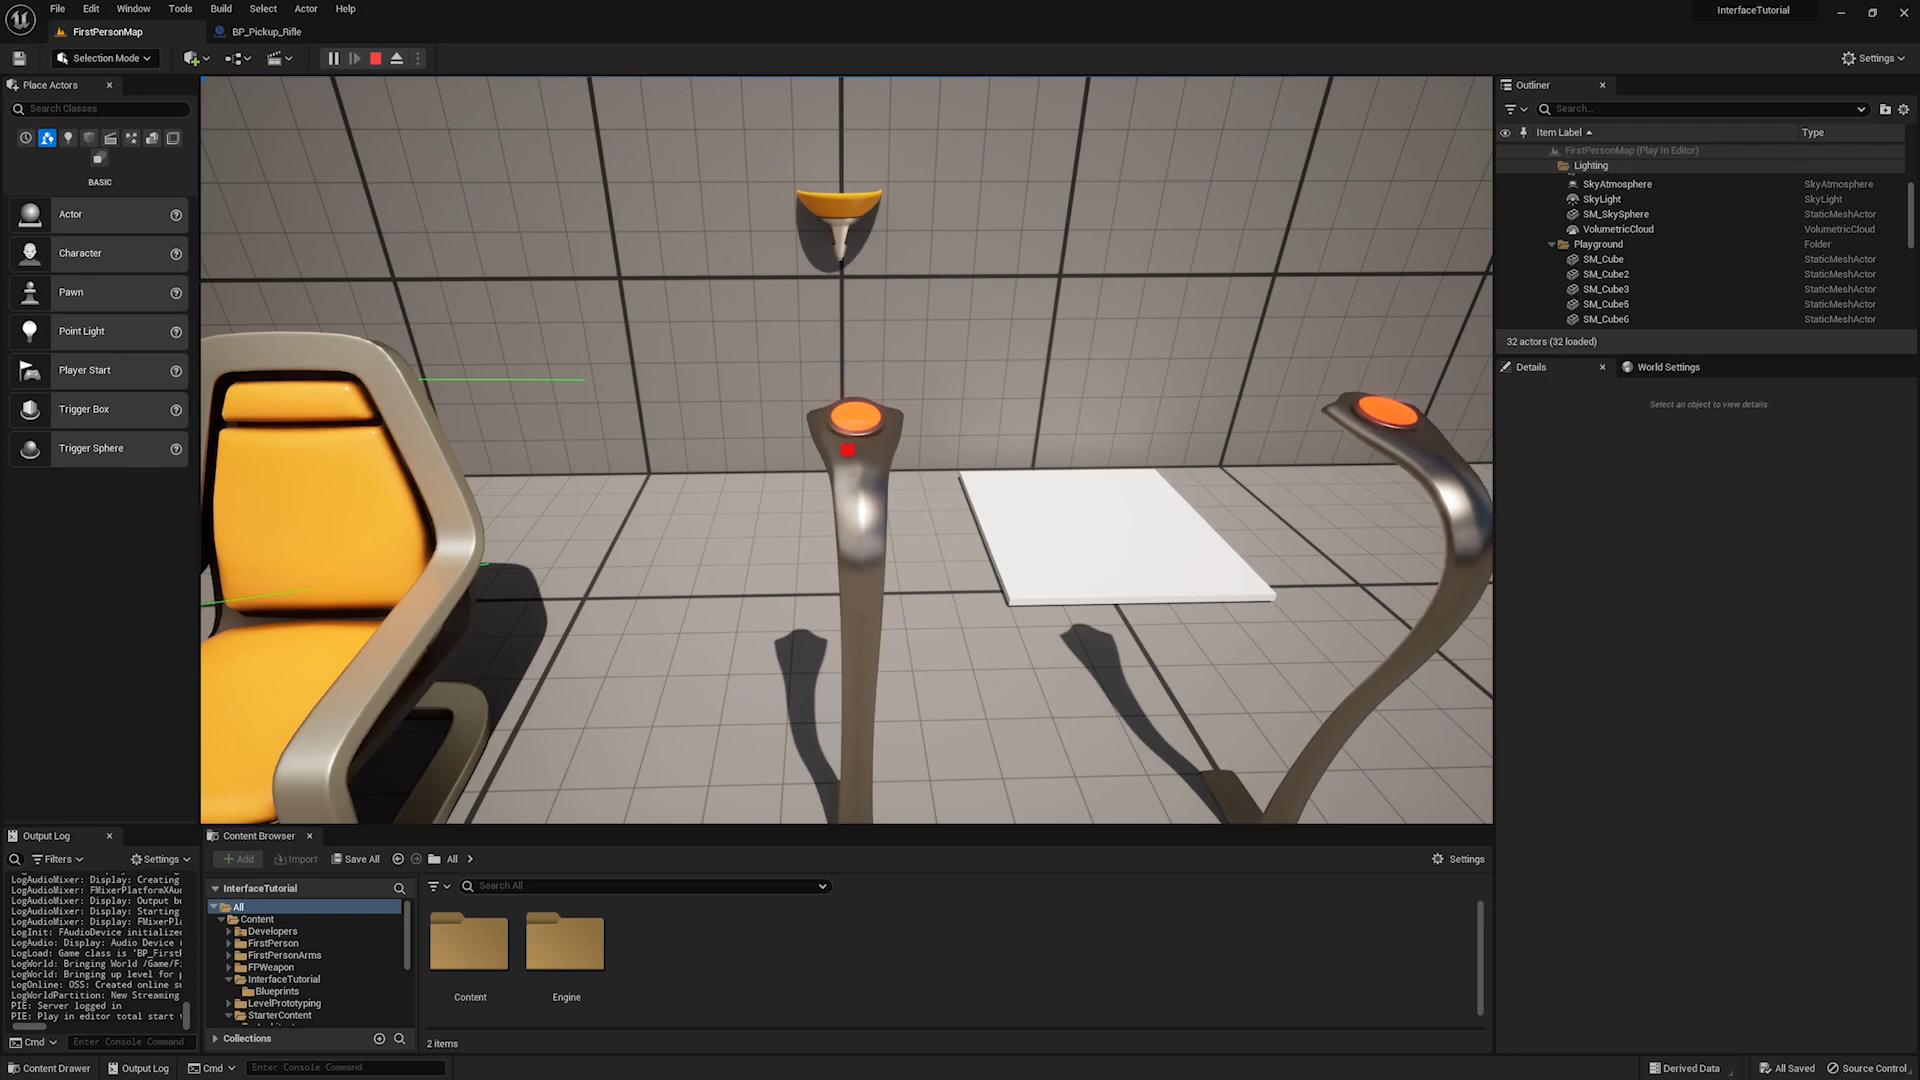 File Edit Window Tools Build Select Actor Help
InterfaceTutorial
FirstPersonMap
BP_Pickup_Rifle
Selection Mode
Settings
Place Actors
Search Classes
BASIC
Actor
Character
Pawn
Point Light
Player Start
Trigger Box
Trigger Sphere
Outliner
Search...
Item Label Type
FirstPersonMap (Play In Editor)
Lighting
SkyAtmosphere SkyAtmosphere
SkyLight SkyLight
SM_SkySphere StaticMeshActor
VolumetricCloud VolumetricCloud
Playground Folder
SM_Cube StaticMeshActor
SM_Cube2 StaticMeshActor
SM_Cube3 StaticMeshActor
SM_Cube5 StaticMeshActor
SM_Cube6 StaticMeshActor
32 actors (32 loaded)
Details
World Settings
Select an object to view details.
Output Log
Filters
Settings
LogAudioMixer: Display: Creating
LogAudioMixer: FMixerPlatformXAu
LogAudioMixer: Display: Output bu
LogAudioMixer: Display: Starting
LogAudioMixer: Display: FMixerPla
LogInit: FAudioDevice initialized
LogAudio: Display: Audio Device
LogLoad: Game class is 'BP_FirstP
LogWorld: Bringing World /Game/Fi
LogWorld: Bringing up level for p
LogOnline: OSS: Created online su
LogWorldPartition: New Streaming
PIE: Server logged in
PIE: Play in editor total start
Cmd
Enter Console Command
Content Browser
Add
Import
Save All
All
Settings
InterfaceTutorial
All
Content
Developers
FirstPerson
FirstPersonArms
FPWeapon
InterfaceTutorial
Blueprints
LevelPrototyping
StarterContent
Collections
Search All
Content
Engine
2 items
Content Drawer
Output Log
Cmd
Enter Console Command
Derived Data
All Saved
Source Control